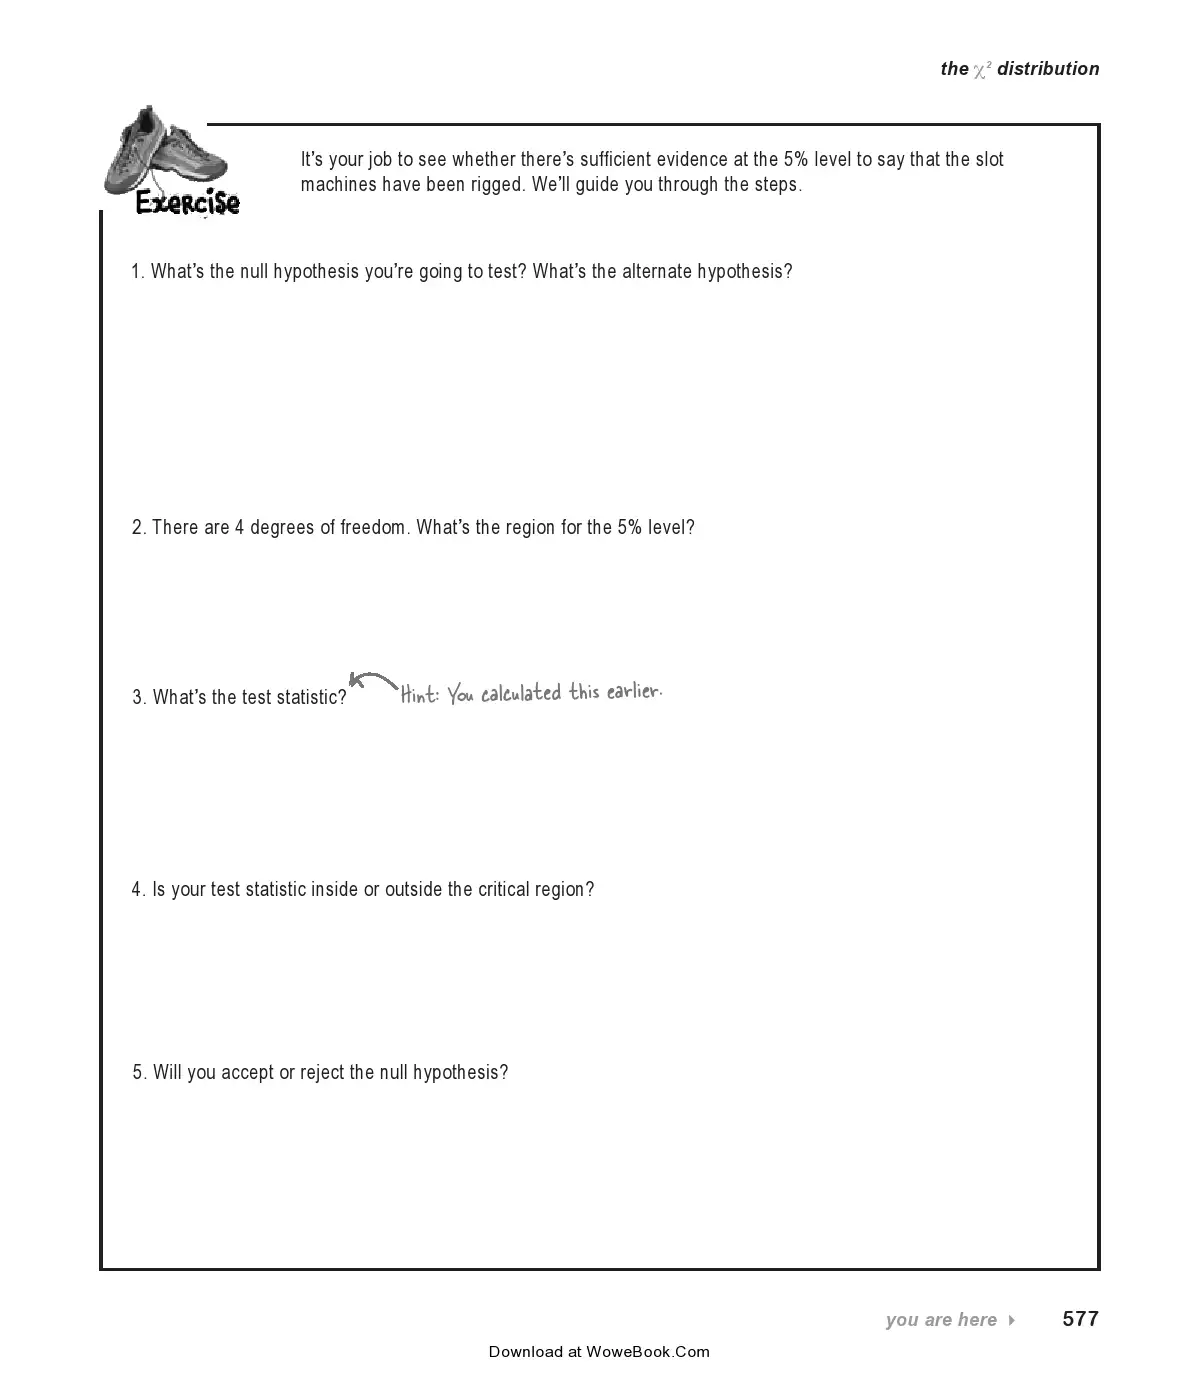 the χ² distribution
Exercise
It’s your job to see whether there’s sufficient evidence at the 5% level to say that the slot
machines have been rigged. We’ll guide you through the steps.
1. What’s the null hypothesis you’re going to test? What’s the alternate hypothesis?
2. There are 4 degrees of freedom. What’s the region for the 5% level?
3. What’s the test statistic?
Hint: You calculated this earlier.
4. Is your test statistic inside or outside the critical region?
5. Will you accept or reject the null hypothesis?
you are here ▸ 577
Download at WoweBook.Com